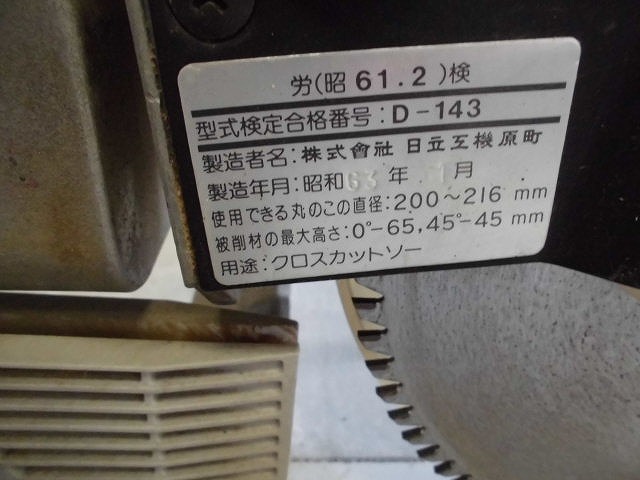 労(昭 61.2)検
型式検定合格番号:D-143
製造者名:株式會社 日立工機原町
製造年月:昭和63年 月
使用できる丸のこの直径:200~216 mm
被削材の最大高さ:0°-65,45°-45 mm
用途:クロスカットソー